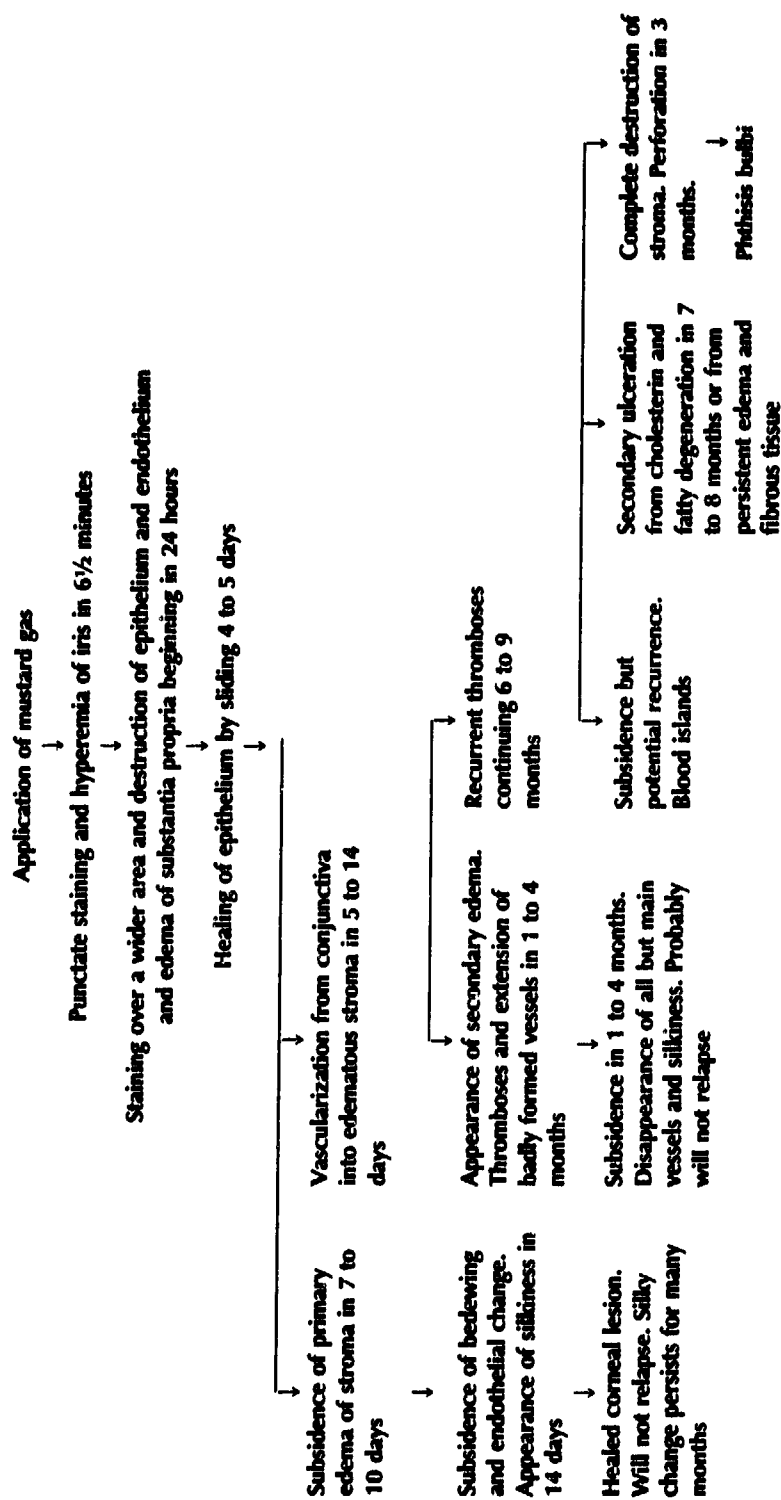 Application of mustard gas
Punctate staining and hyperemia of iris in 6½ minutes
Staining over a wider area and destruction of epithelium and endothelium
and edema of substantia propria beginning in 24 hours
Healing of epithelium by sliding 4 to 5 days
Subsidence of primary
edema of stroma in 7 to
10 days
Vascularization from conjunctiva
into edematous stroma in 5 to 14
days
Subsidence of bedewing
and endothelial change.
Appearance of silkiness in
14 days
Appearance of secondary edema.
Thromboses and extension of
badly formed vessels in 1 to 4
months
Recurrent thromboses
continuing 6 to 9
months
Healed corneal lesion.
Will not relapse. Silky
change persists for many
months
Subsidence in 1 to 4 months.
Disappearance of all but main
vessels and silkiness. Probably
will not relapse
Subsidence but
potential recurrence.
Blood islands
Secondary ulceration
from cholesterin and
fatty degeneration in 7
to 8 months or from
persistent edema and
fibrous tissue
Complete destruction of
stroma. Perforation in 3
months.
Phthisis bulbi